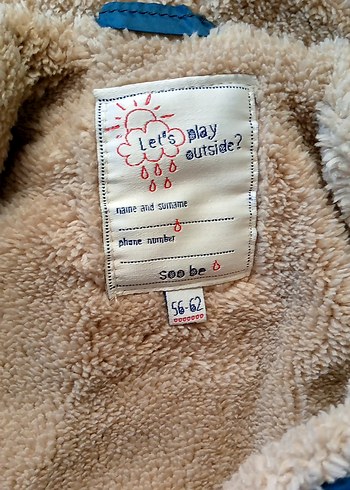 Let's play
outside?
name and surname
phone number
soo be
56-62